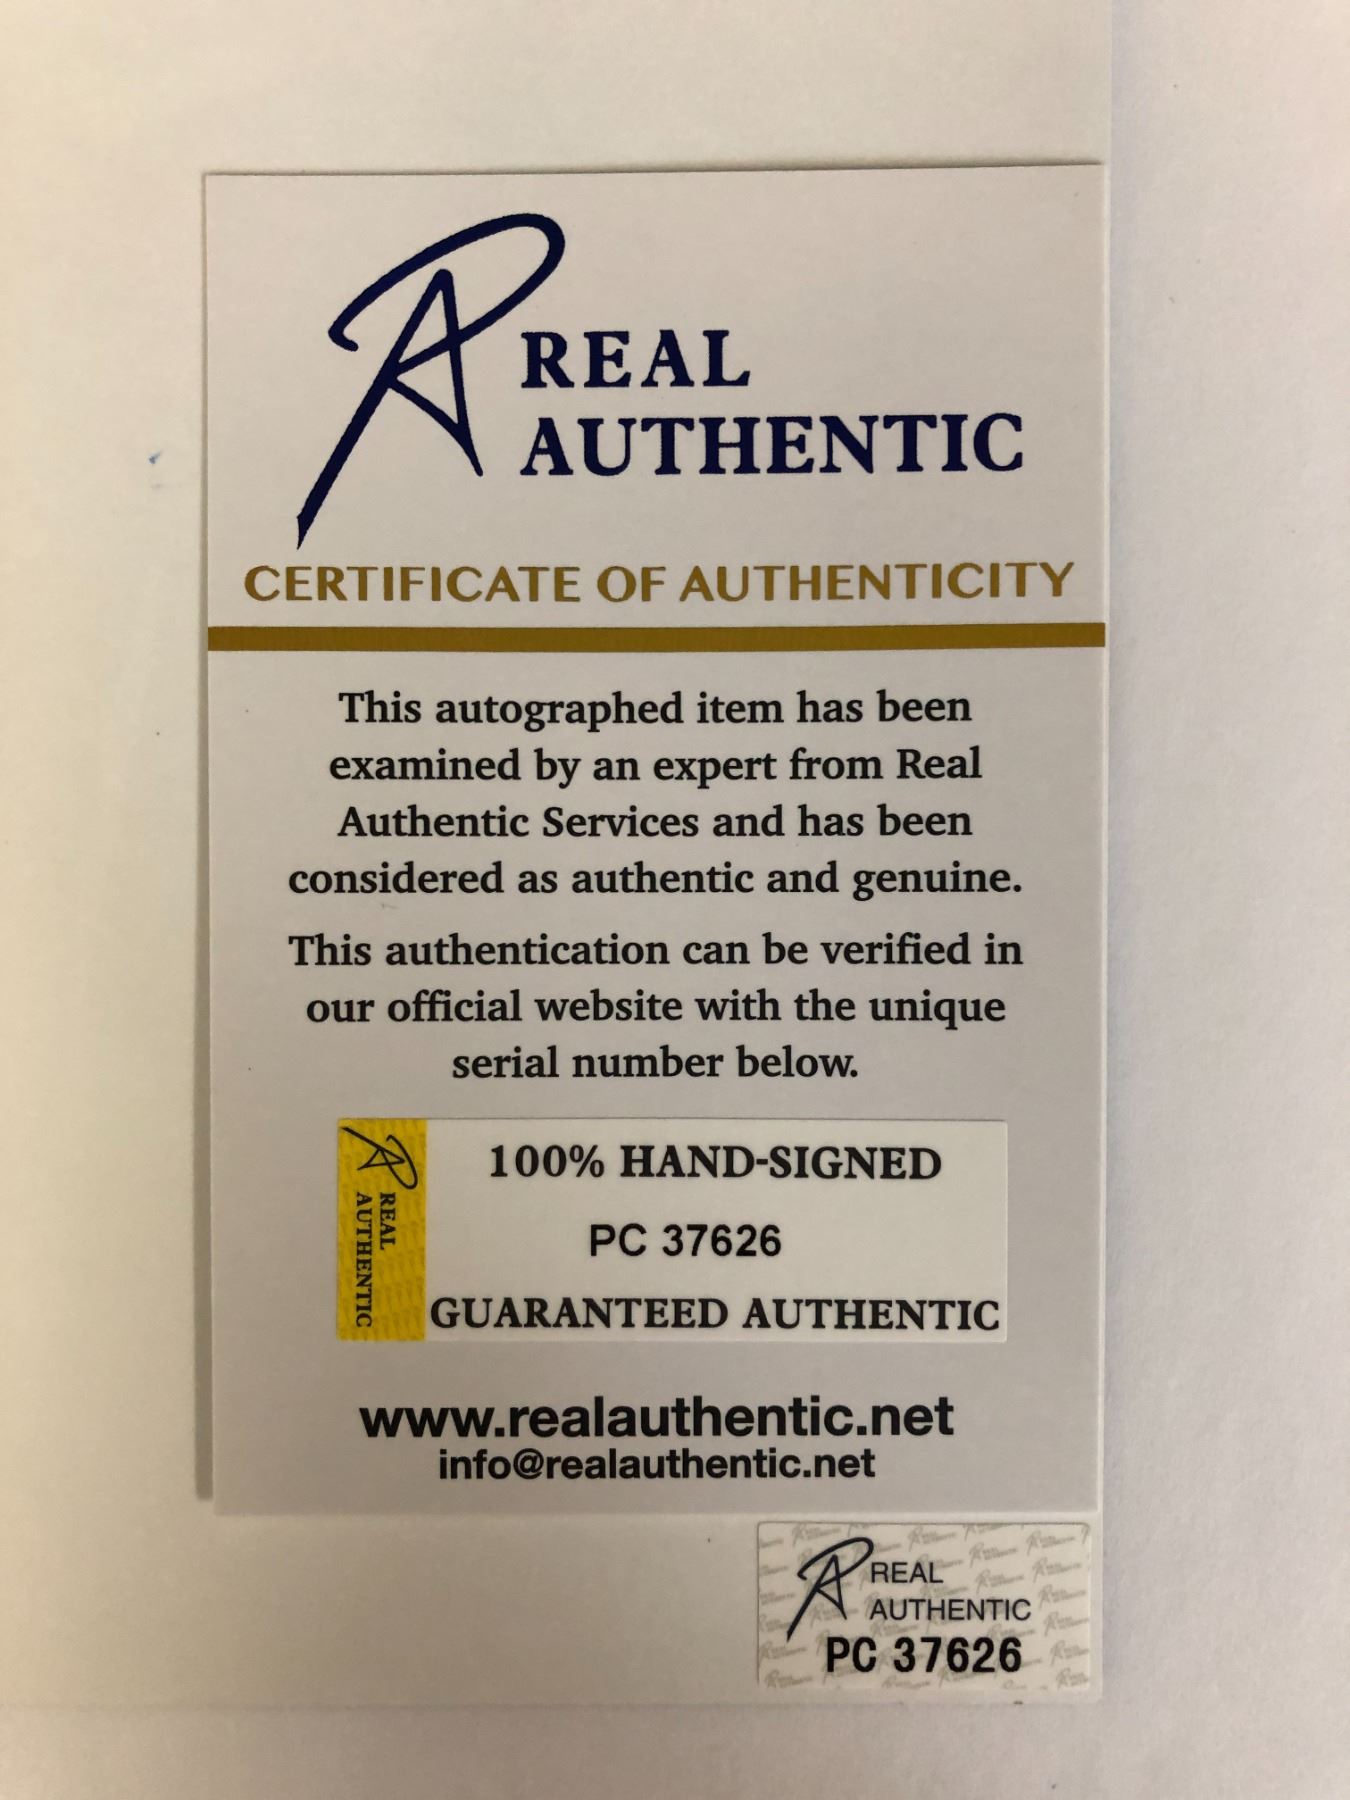 REAL
AUTHENTIC
CERTIFICATE OF AUTHENTICITY
This autographed item has been
examined by an expert from Real
Authentic Services and has been
considered as authentic and genuine.
This authentication can be verified in
our official website with the unique
serial number below.
REAL
AUTHENTIC
100% HAND-SIGNED
PC 37626
GUARANTEED AUTHENTIC
www.realauthentic.net
info@realauthentic.net
REAL
AUTHENTIC
PC 37626